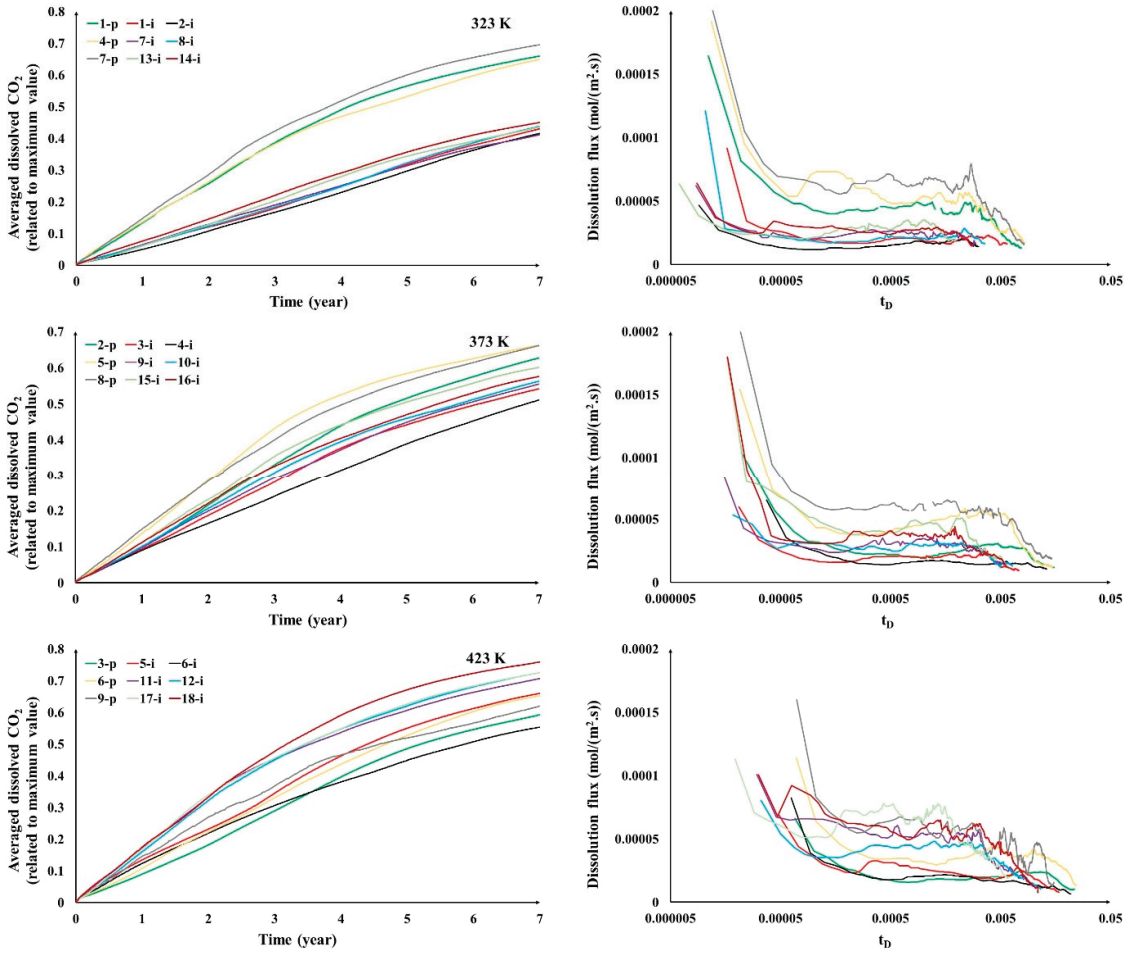 Averaged dissolved CO₂
(related to maximum value)
0.8
0.7
0.6
0.5
0.4
0.3
0.2
0.1
0
1-p 1-i 2-i
4-p 7-i 8-i
7-p 13-i 14-i
323 K
0 1 2 3 4 5 6 7
Time (year)
Dissolution flux (mol/(m².s))
0.0002
0.00015
0.0001
0.00005
0
0.000005 0.00005 0.0005 0.005 0.05
t_D
Averaged dissolved CO₂
(related to maximum value)
0.7
0.6
0.5
0.4
0.3
0.2
0.1
0
2-p 3-i 4-i
5-p 9-i 10-i
8-p 15-i 16-i
373 K
0 1 2 3 4 5 6 7
Time (year)
Dissolution flux (mol/(m².s))
0.0002
0.00015
0.0001
0.00005
0
0.000005 0.00005 0.0005 0.005 0.05
t_D
Averaged dissolved CO₂
(related to maximum value)
0.8
0.7
0.6
0.5
0.4
0.3
0.2
0.1
0
3-p 5-i 6-i
6-p 11-i 12-i
9-p 17-i 18-i
423 K
0 1 2 3 4 5 6 7
Time (year)
Dissolution flux (mol/(m².s))
0.0002
0.00015
0.0001
0.00005
0
0.000005 0.00005 0.0005 0.005 0.05
t_D